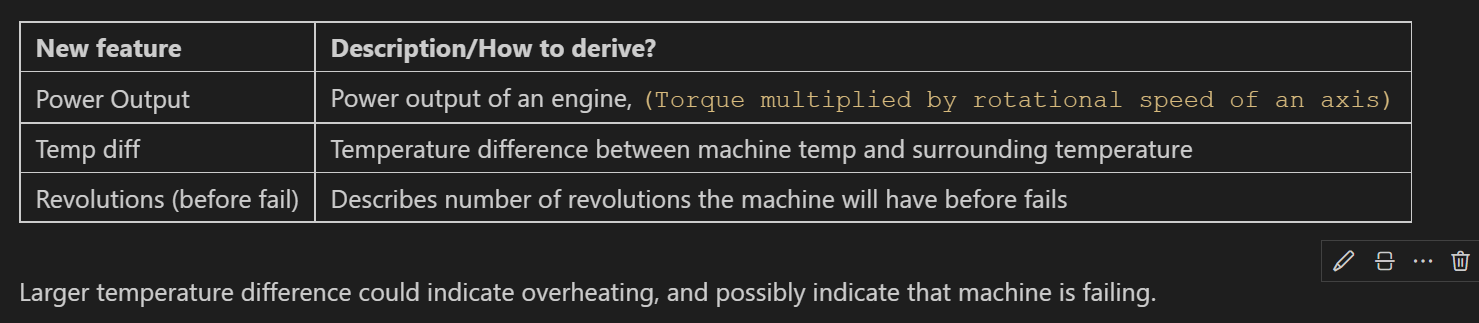 New feature Description/How to derive?
Power Output Power output of an engine, (Torque multiplied by rotational speed of an axis)
Temp diff Temperature difference between machine temp and surrounding temperature
Revolutions (before fail) Describes number of revolutions the machine will have before fails
Larger temperature difference could indicate overheating, and possibly indicate that machine is failing.